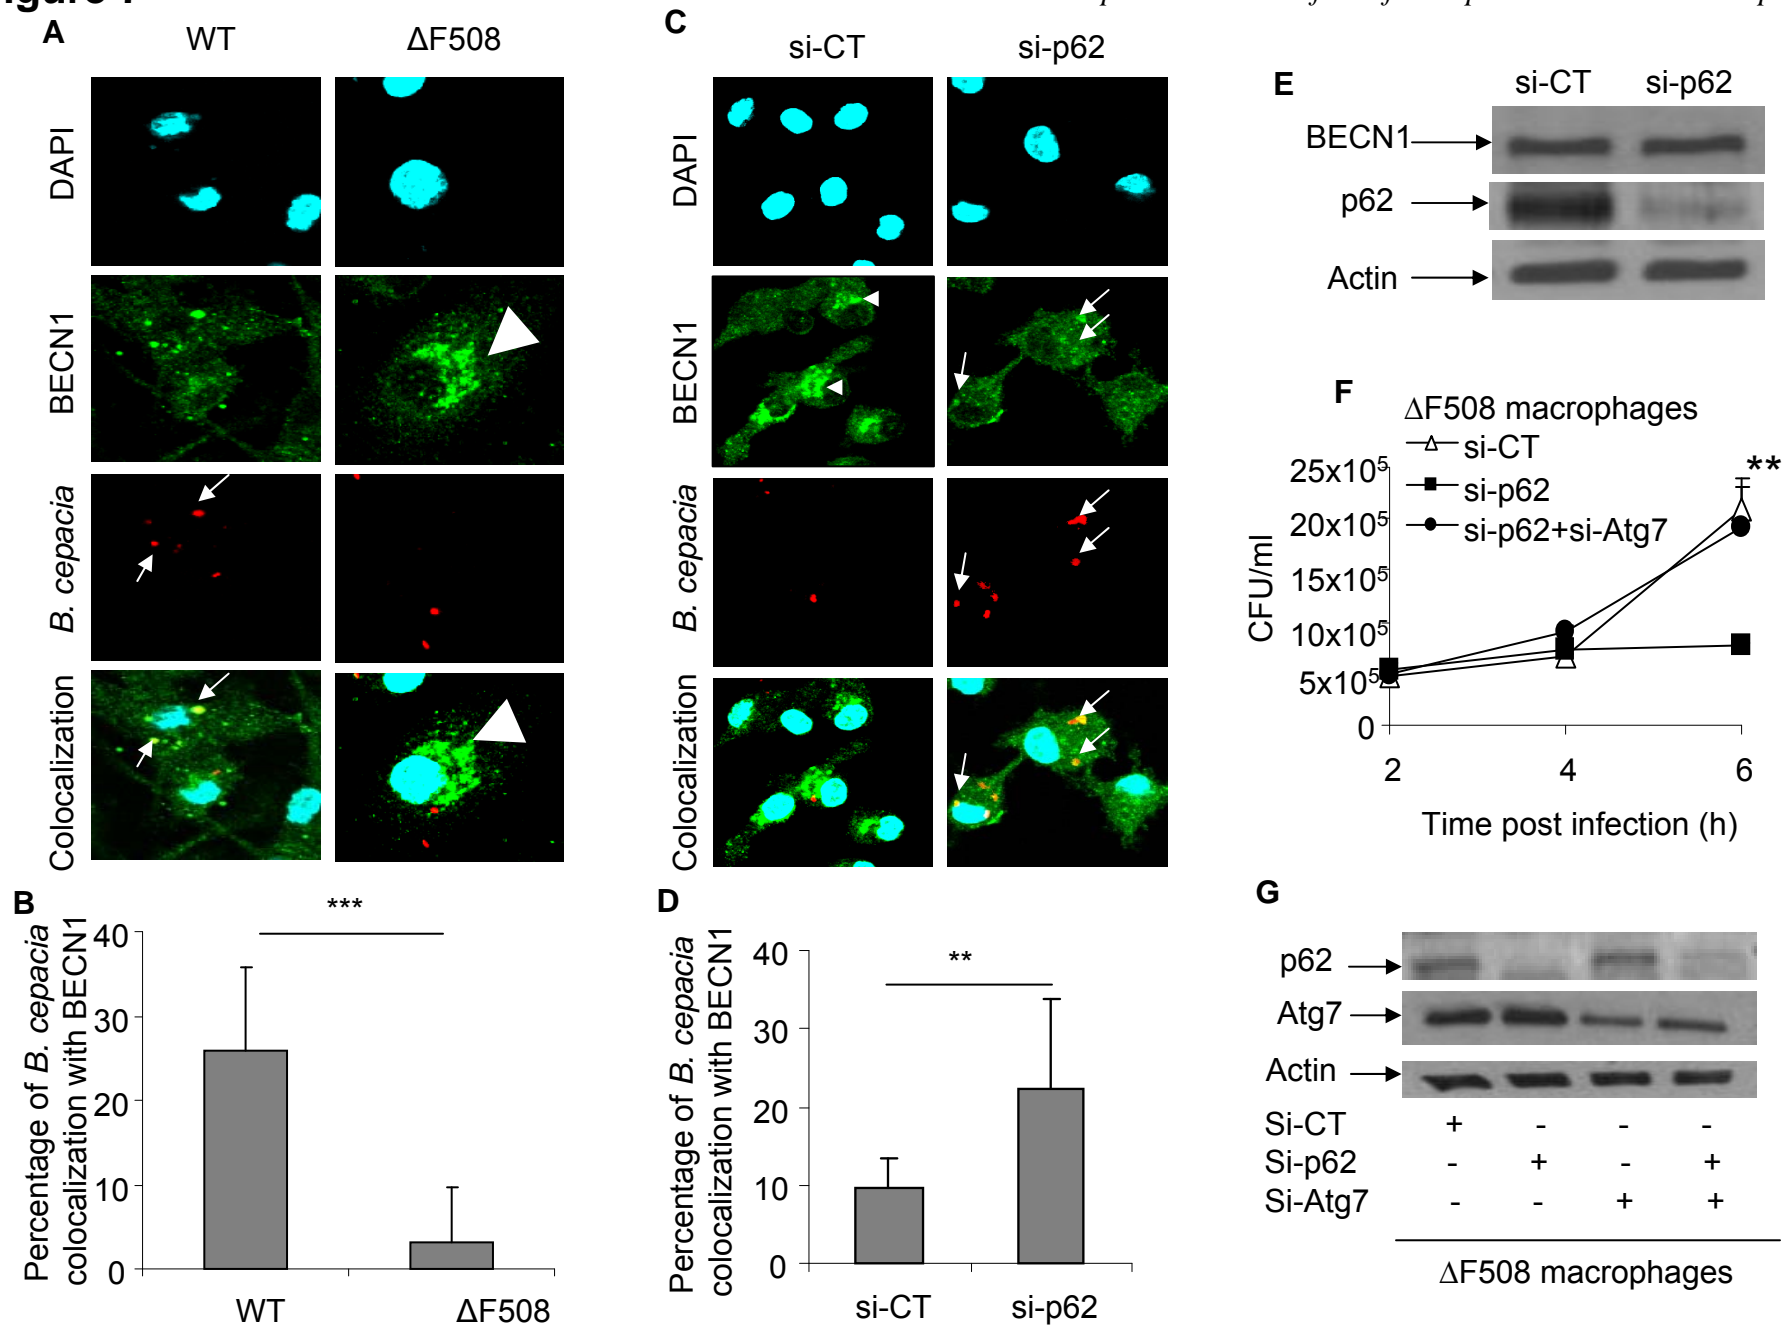 A
WT
ΔF508
DAPI
BECN1
B. cepacia
Colocalization
B
***
Percentage of B. cepacia
colocalization with BECN1
40
30
20
10
0
WT
ΔF508
C
si-CT
si-p62
DAPI
BECN1
B. cepacia
Colocalization
D
**
Percentage of B. cepacia
colocalization with BECN1
40
30
20
10
0
si-CT
si-p62
E
si-CT
si-p62
BECN1
p62
Actin
F
ΔF508 macrophages
si-CT
si-p62
si-p62+si-Atg7
**
CFU/ml
25x10⁵
20x10⁵
15x10⁵
10x10⁵
5x10⁵
0
2
4
6
Time post infection (h)
G
p62
Atg7
Actin
Si-CT + - - -
Si-p62 - + - +
Si-Atg7 - - + +
ΔF508 macrophages